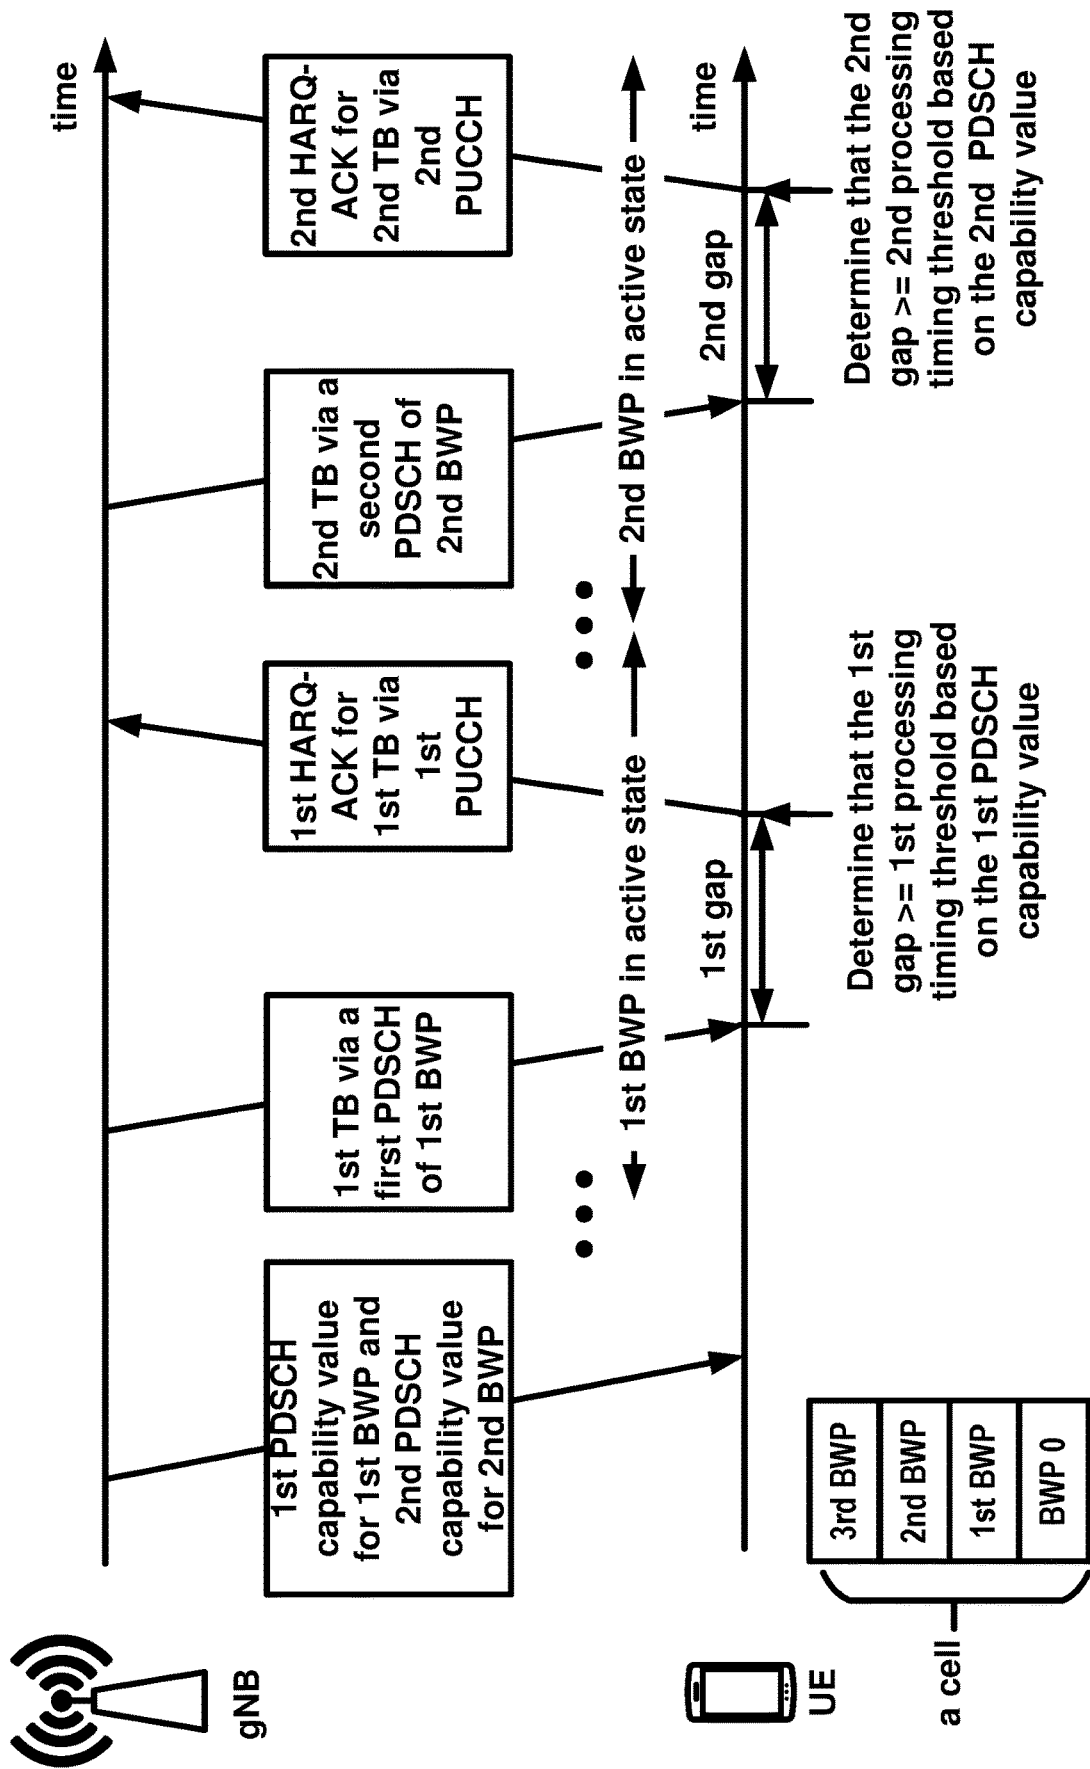 gNB
time
1st PDSCH
capability value
for 1st BWP and
2nd PDSCH
capability value
for 2nd BWP
1st TB via a
first PDSCH
of 1st BWP
1st HARQ-
ACK for
1st TB via
1st
PUCCH
2nd TB via a
second
PDSCH of
2nd BWP
2nd HARQ-
ACK for
2nd TB via
2nd
PUCCH
1st BWP in active state
2nd BWP in active state
UE
1st gap
2nd gap
time
Determine that the 1st
gap >= 1st processing
timing threshold based
on the 1st PDSCH
capability value
Determine that the 2nd
gap >= 2nd processing
timing threshold based
on the 2nd PDSCH
capability value
a cell
3rd BWP
2nd BWP
1st BWP
BWP 0